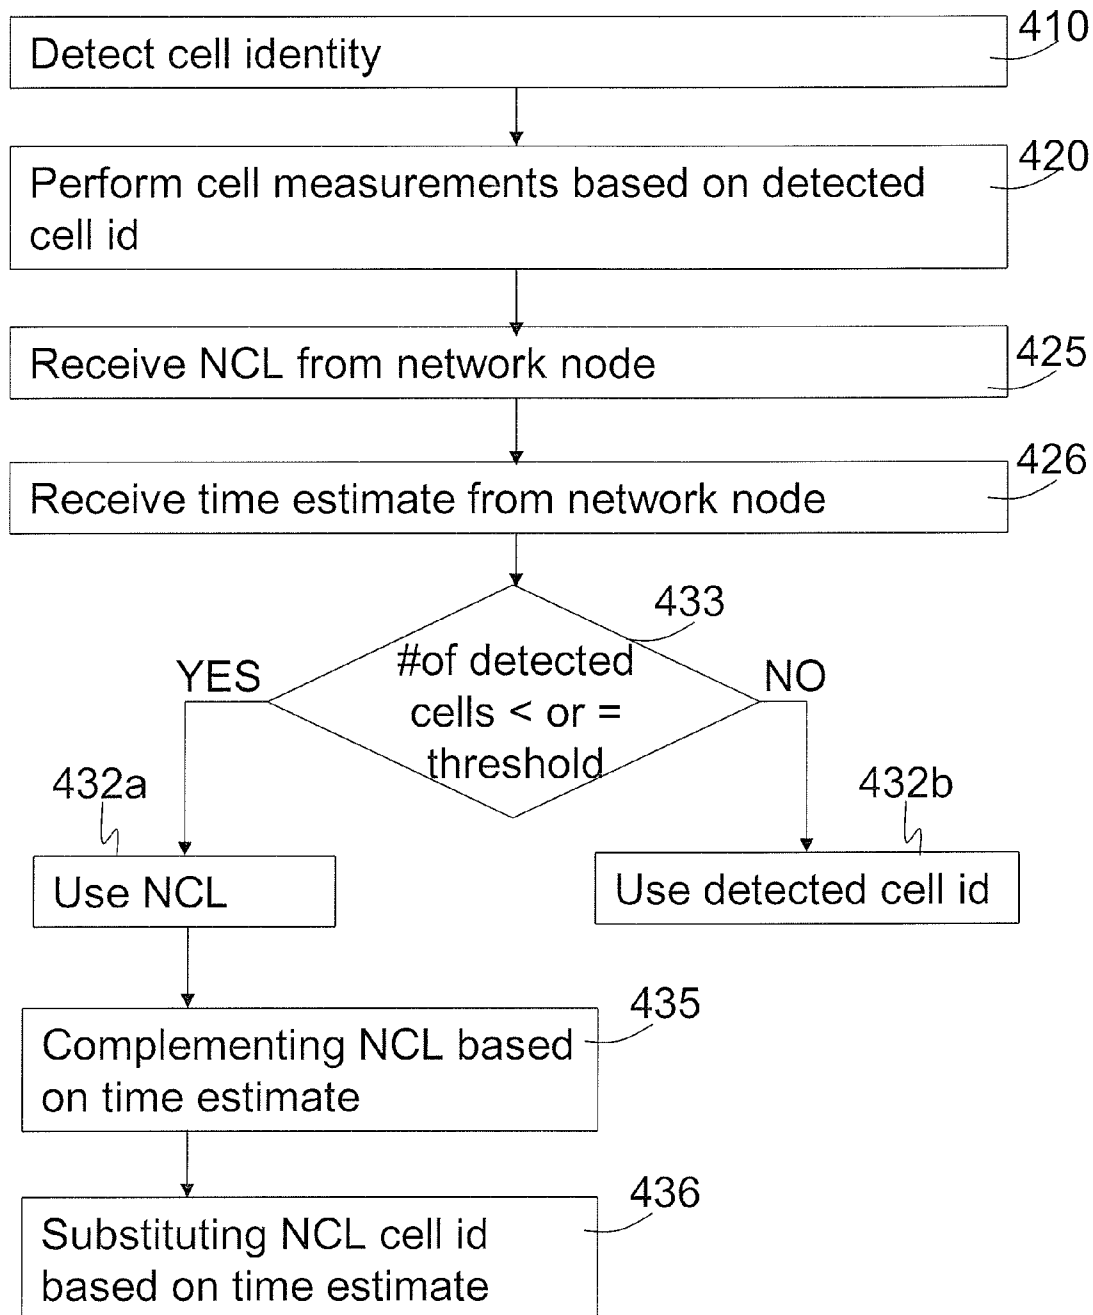 410
Detect cell identity
420
Perform cell measurements based on detected
cell id
425
Receive NCL from network node
426
Receive time estimate from network node
433
#of detected
cells < or =
threshold
YES
NO
432a
Use NCL
432b
Use detected cell id
435
Complementing NCL based
on time estimate
436
Substituting NCL cell id
based on time estimate